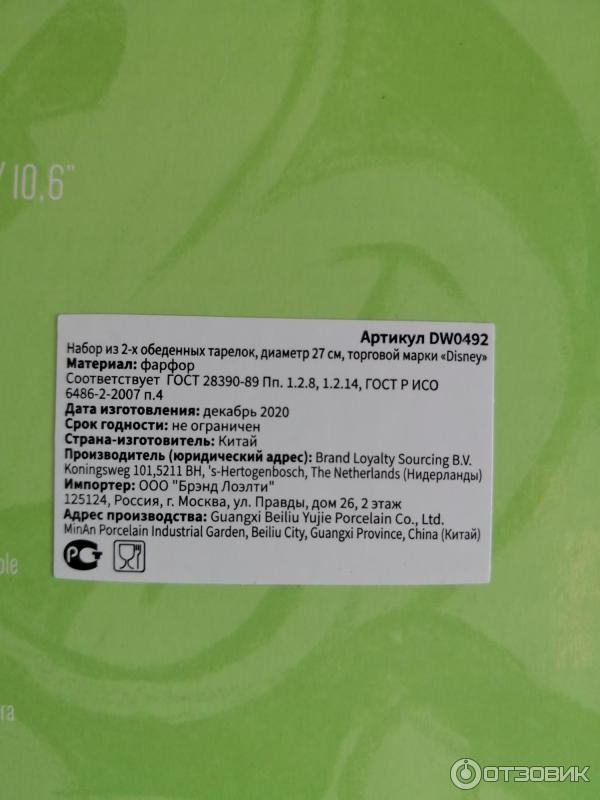 / 10,6"
Артикул DW0492
Набор из 2-х обеденных тарелок, диаметр 27 см, торговой марки «Disney»
Материал: фарфор
Соответствует ГОСТ 28390-89 Пп. 1.2.8, 1.2.14, ГОСТ Р ИСО
6486-2-2007 п.4
Дата изготовления: декабрь 2020
Срок годности: не ограничен
Страна-изготовитель: Китай
Производитель (юридический адрес): Brand Loyalty Sourcing B.V.
Koningsweg 101,5211 BH, 's-Hertogenbosch, The Netherlands (Нидерланды)
Импортер: ООО "Брэнд Лоэлти"
125124, Россия, г. Москва, ул. Правды, дом 26, 2 этаж
Адрес производства: Guangxi Beiliu Yujie Porcelain Co., Ltd.
MinAn Porcelain Industrial Garden, Beiliu City, Guangxi Province, China (Китай)
РСТ
ple
ra
ОТЗОВИК